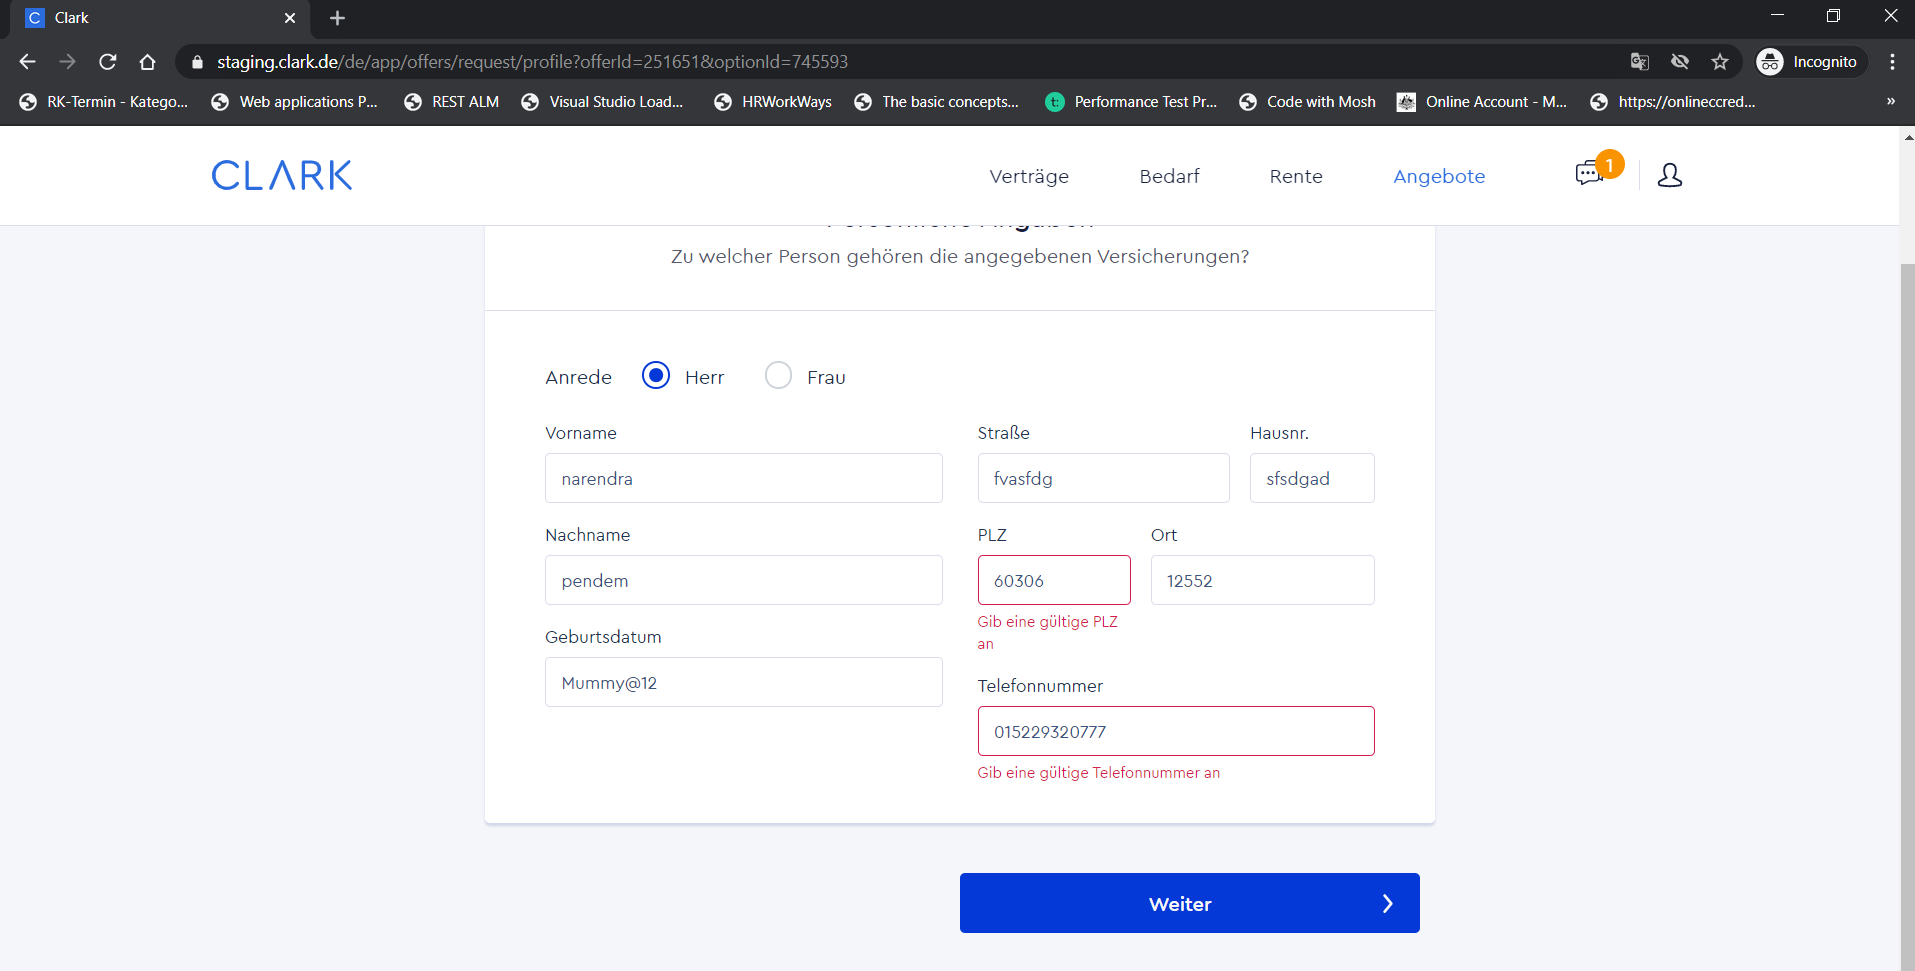 Clark
staging.clark.de/de/app/offers/request/profile?offerId=251651&optionId=745593
Incognito
RK-Termin - Katego...
Web applications P...
REST ALM
Visual Studio Load...
HRWorkWays
The basic concepts...
t:
Performance Test Pr...
Code with Mosh
Online Account - M...
https://onlineccred...
»
CLARK
Verträge
Bedarf
Rente
Angebote
1
Persönliche Angaben
Zu welcher Person gehören die angegebenen Versicherungen?
Anrede
Herr
Frau
Vorname
narendra
Straße
fvasfdg
Hausnr.
sfsdgad
Nachname
pendem
PLZ
60306
Gib eine gültige PLZ
an
Ort
12552
Geburtsdatum
Mummy@12
Telefonnummer
015229320777
Gib eine gültige Telefonnummer an
Weiter